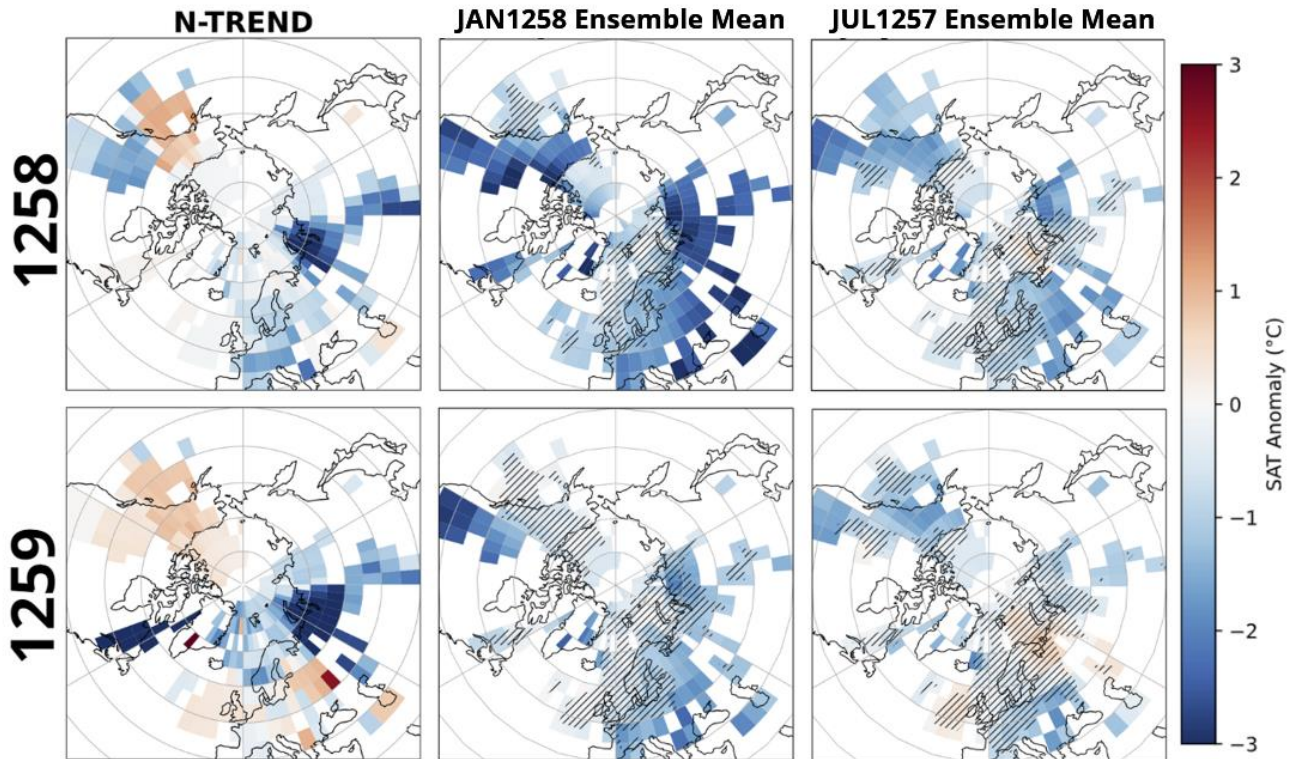 N-TREND
JAN1258 Ensemble Mean
JUL1257 Ensemble Mean
1258
1259
3
2
1
0
−1
−2
−3
SAT Anomaly (°C)